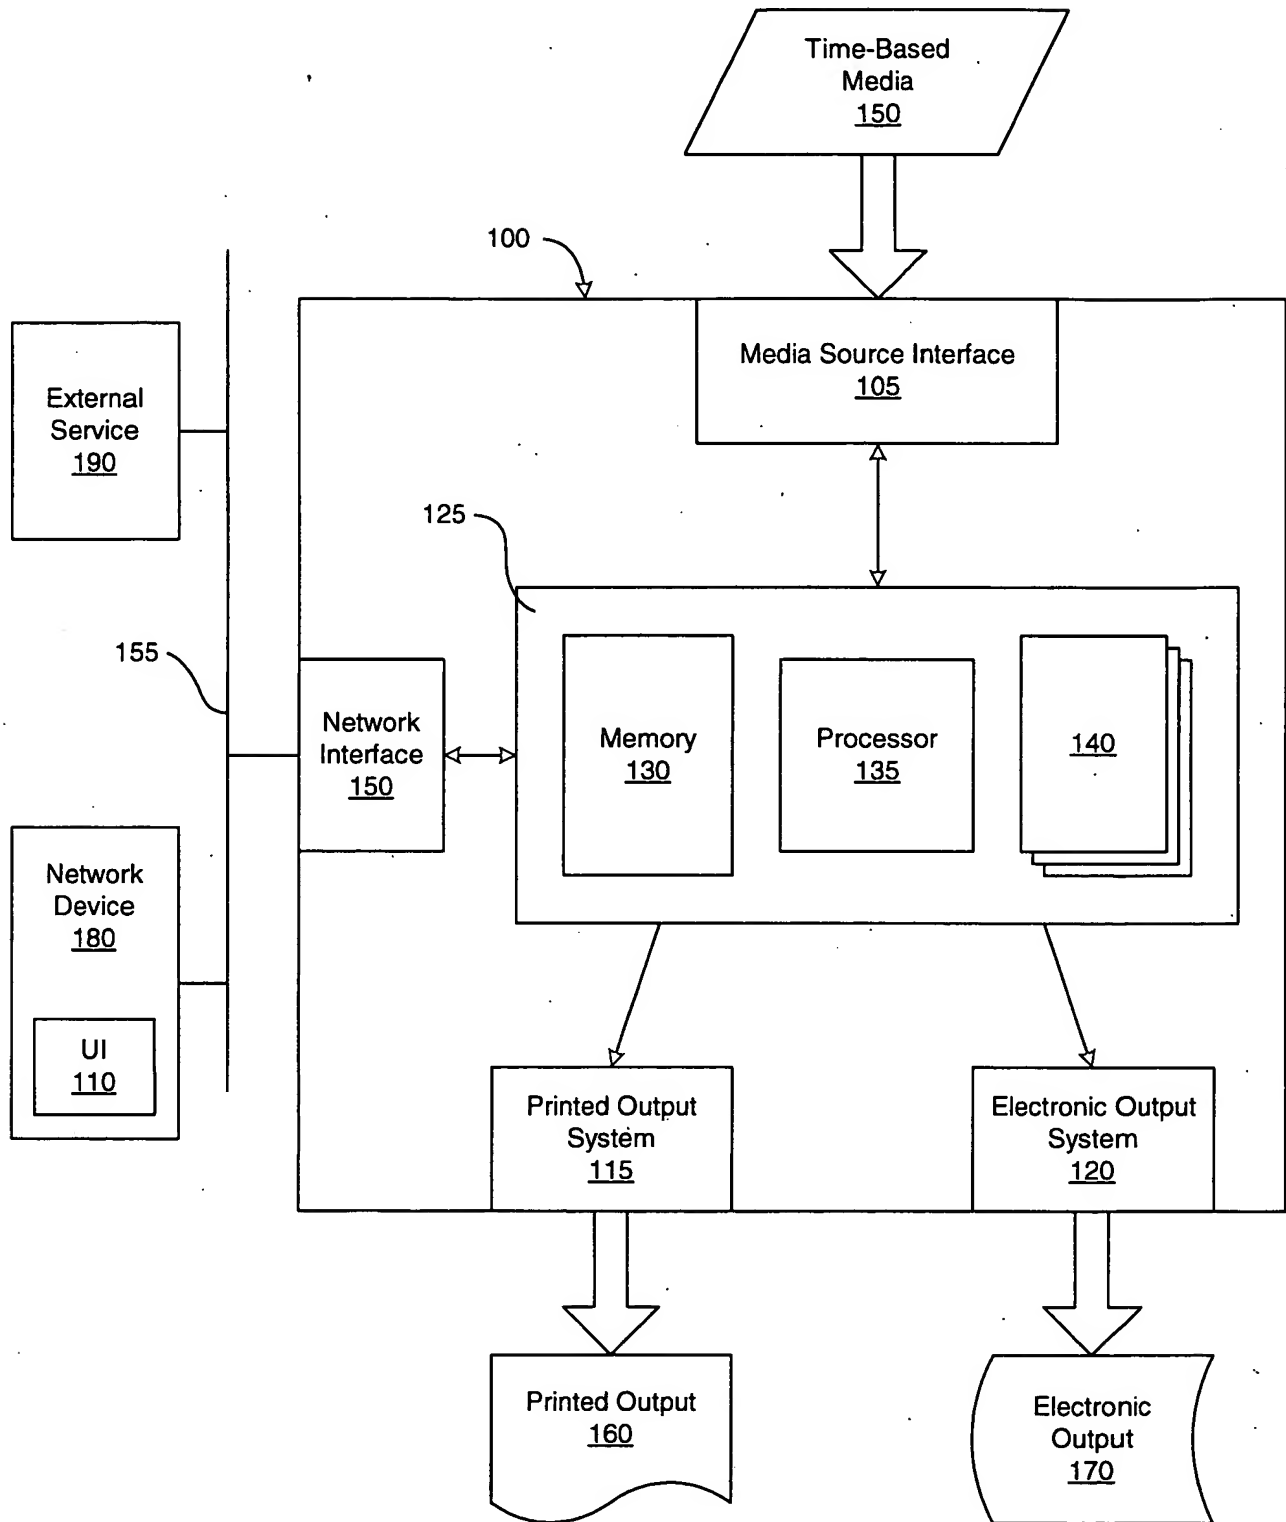 Time-Based
Media
150
100
Media Source Interface
105
External
Service
190
125
155
Network
Interface
150
Memory
130
Processor
135
140
Network
Device
180
UI
110
Printed Output
System
115
Electronic Output
System
120
Printed Output
160
Electronic
Output
170